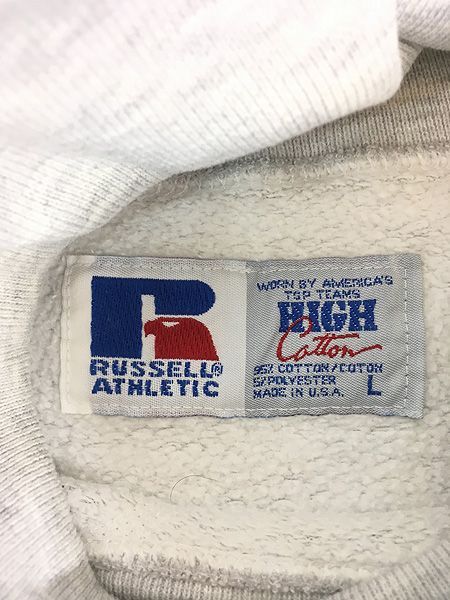 R
RUSSELL®
ATHLETIC
WORN BY AMERICA'S
TOP TEAMS
HIGH
Cotton
95% COTTON/COTON
5% POLYESTER
MADE IN U.S.A.
L